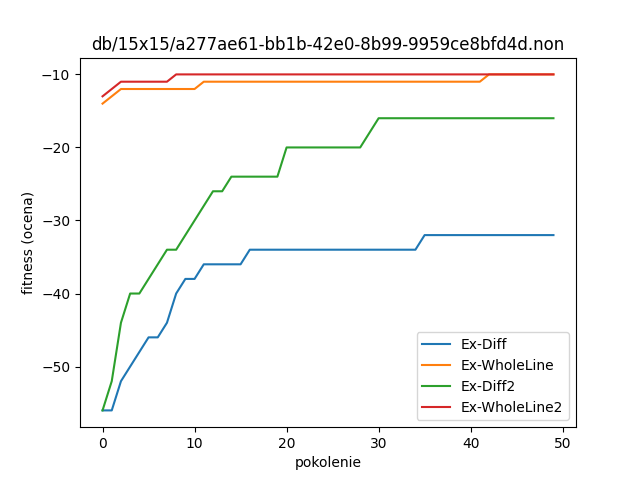 db/15x15/a277ae61-bb1b-42e0-8b99-9959ce8bfd4d.non
−10
−20
−30
−40
−50
fitness (ocena)
Ex-Diff
Ex-WholeLine
Ex-Diff2
Ex-WholeLine2
0 10 20 30 40 50
pokolenie